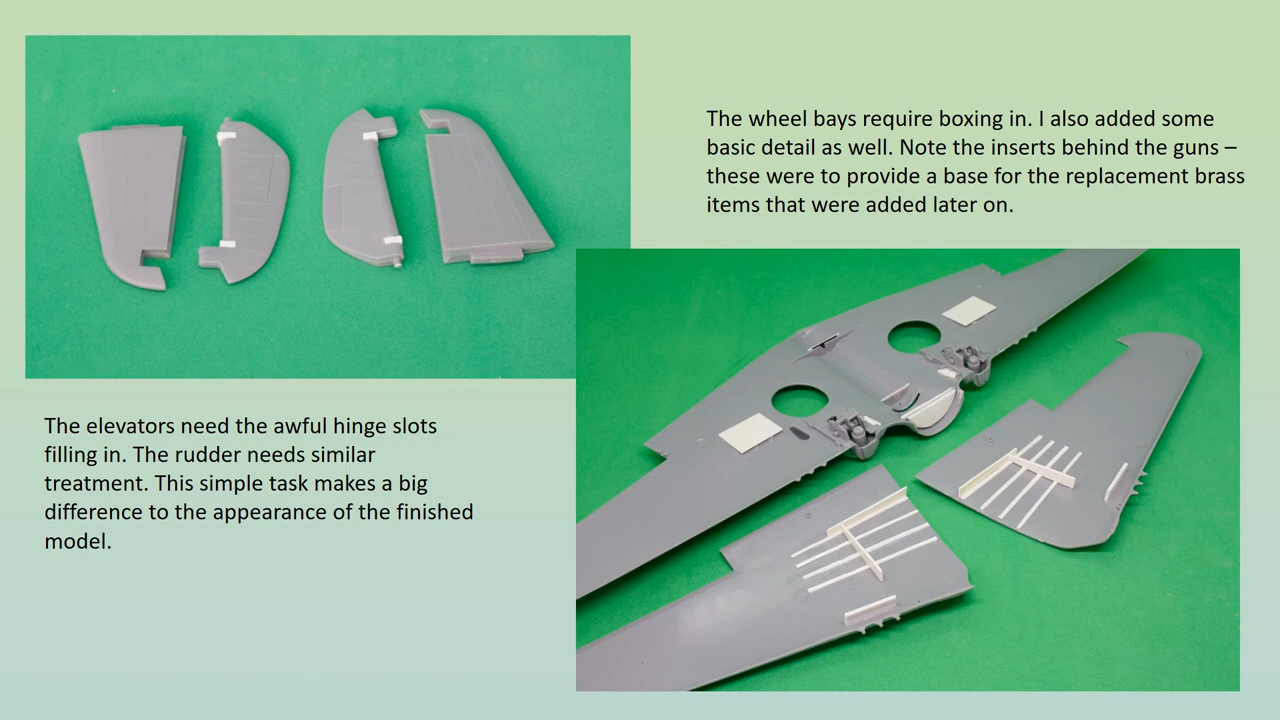 The wheel bays require boxing in. I also added some
basic detail as well. Note the inserts behind the guns –
these were to provide a base for the replacement brass
items that were added later on.
The elevators need the awful hinge slots
filling in. The rudder needs similar
treatment. This simple task makes a big
difference to the appearance of the finished
model.